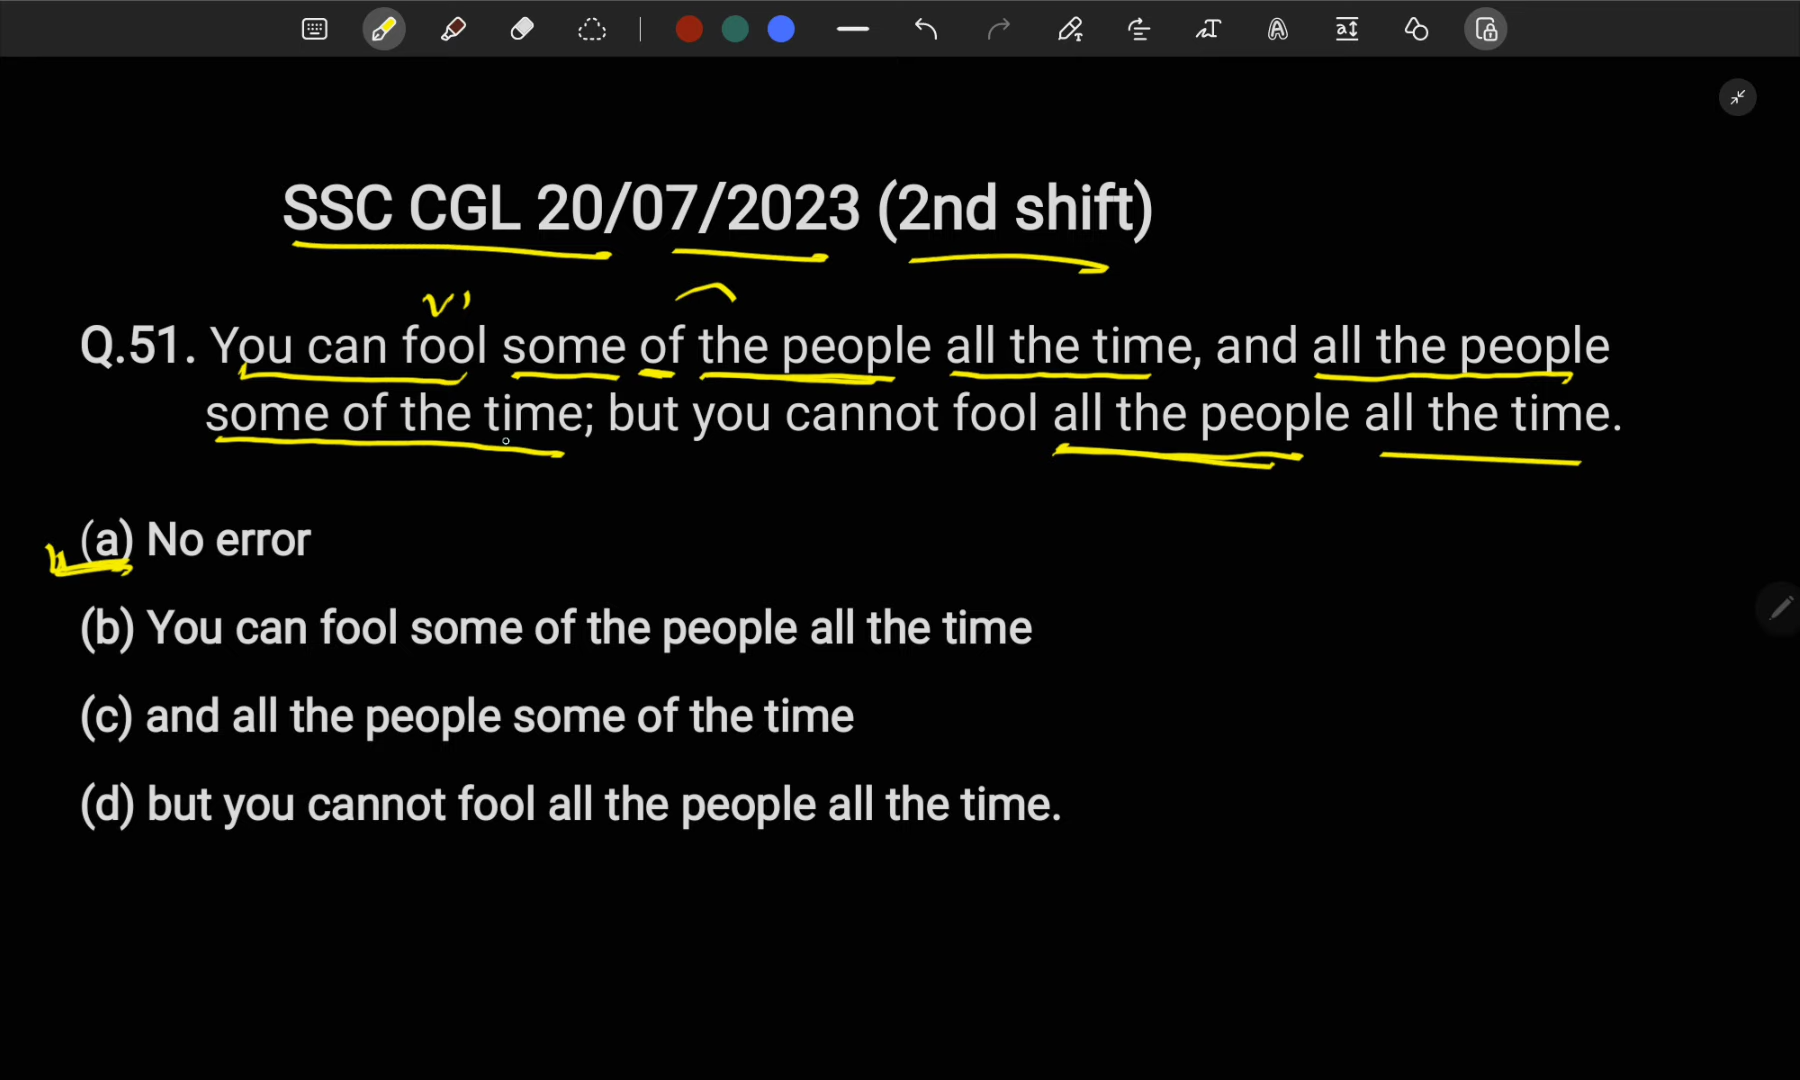 SSC CGL 20/07/2023 (2nd shift)
V1
Q.51. You can fool some of the people all the time, and all the people
some of the time; but you cannot fool all the people all the time.
(a) No error
(b) You can fool some of the people all the time
(c) and all the people some of the time
(d) but you cannot fool all the people all the time.